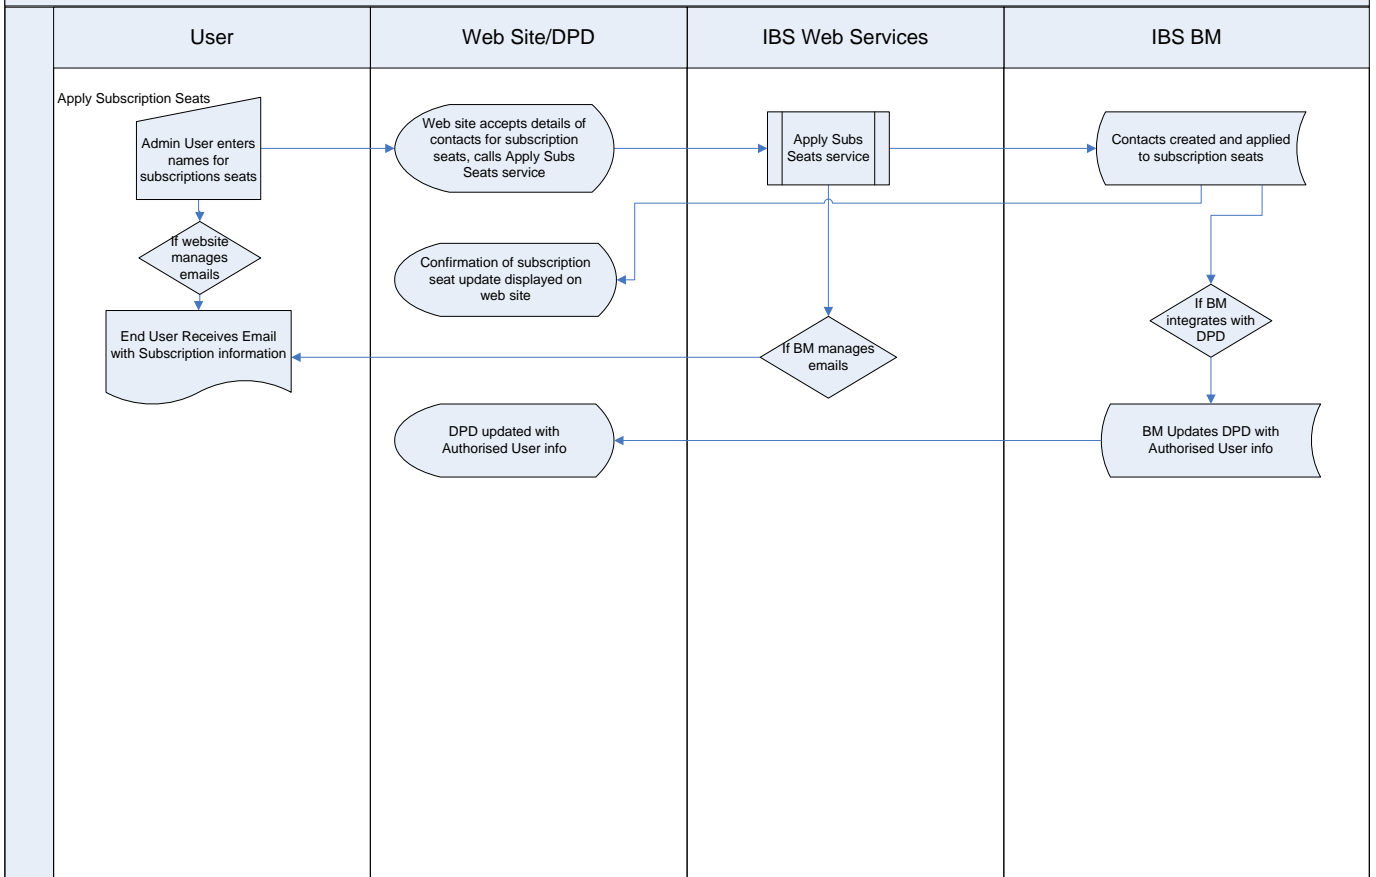 User
Web Site/DPD
IBS Web Services
IBS BM
Apply Subscription Seats
Admin User enters
names for
subscriptions seats
Web site accepts details of
contacts for subscription
seats, calls Apply Subs
Seats service
Apply Subs
Seats service
Contacts created and applied
to subscription seats
If website
manages
emails
Confirmation of subscription
seat update displayed on
web site
If BM
integrates with
DPD
End User Receives Email
with Subscription information
If BM manages
emails
DPD updated with
Authorised User info
BM Updates DPD with
Authorised User info